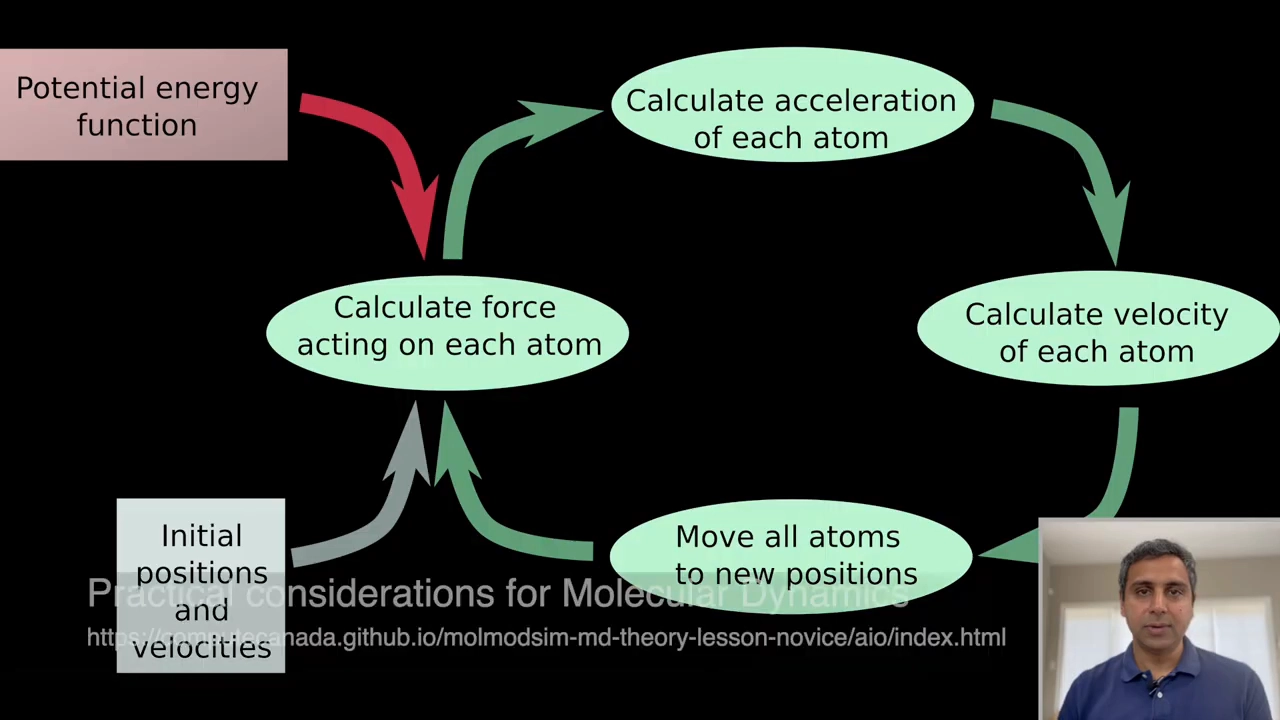 Potential energy
function
Calculate acceleration
of each atom
Calculate force
acting on each atom
Calculate velocity
of each atom
Initial
positions
and
velocities
Move all atoms
to new positions
Practical considerations for Molecular Dynamics
https://computecanada.github.io/molmodsim-md-theory-lesson-novice/aio/index.html